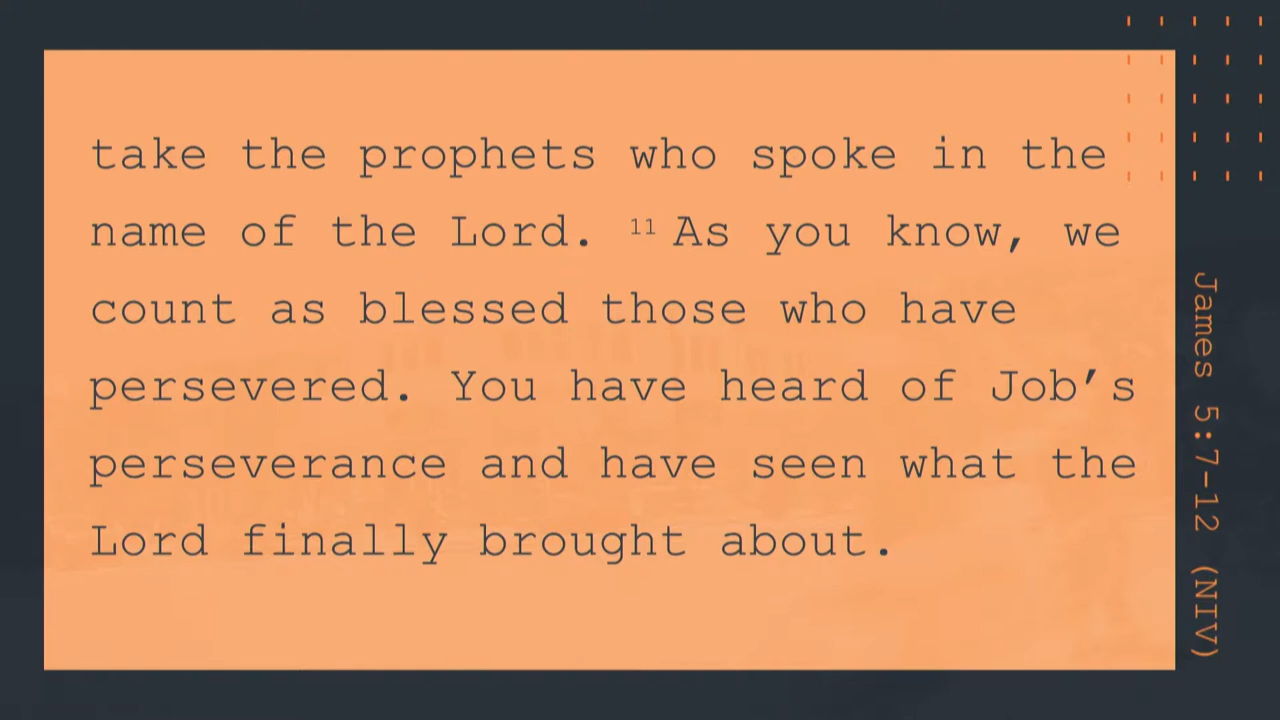 take the prophets who spoke in the
name of the Lord. 11 As you know, we
count as blessed those who have
persevered. You have heard of Job’s
perseverance and have seen what the
Lord finally brought about.
James 5:7-12 (NIV)